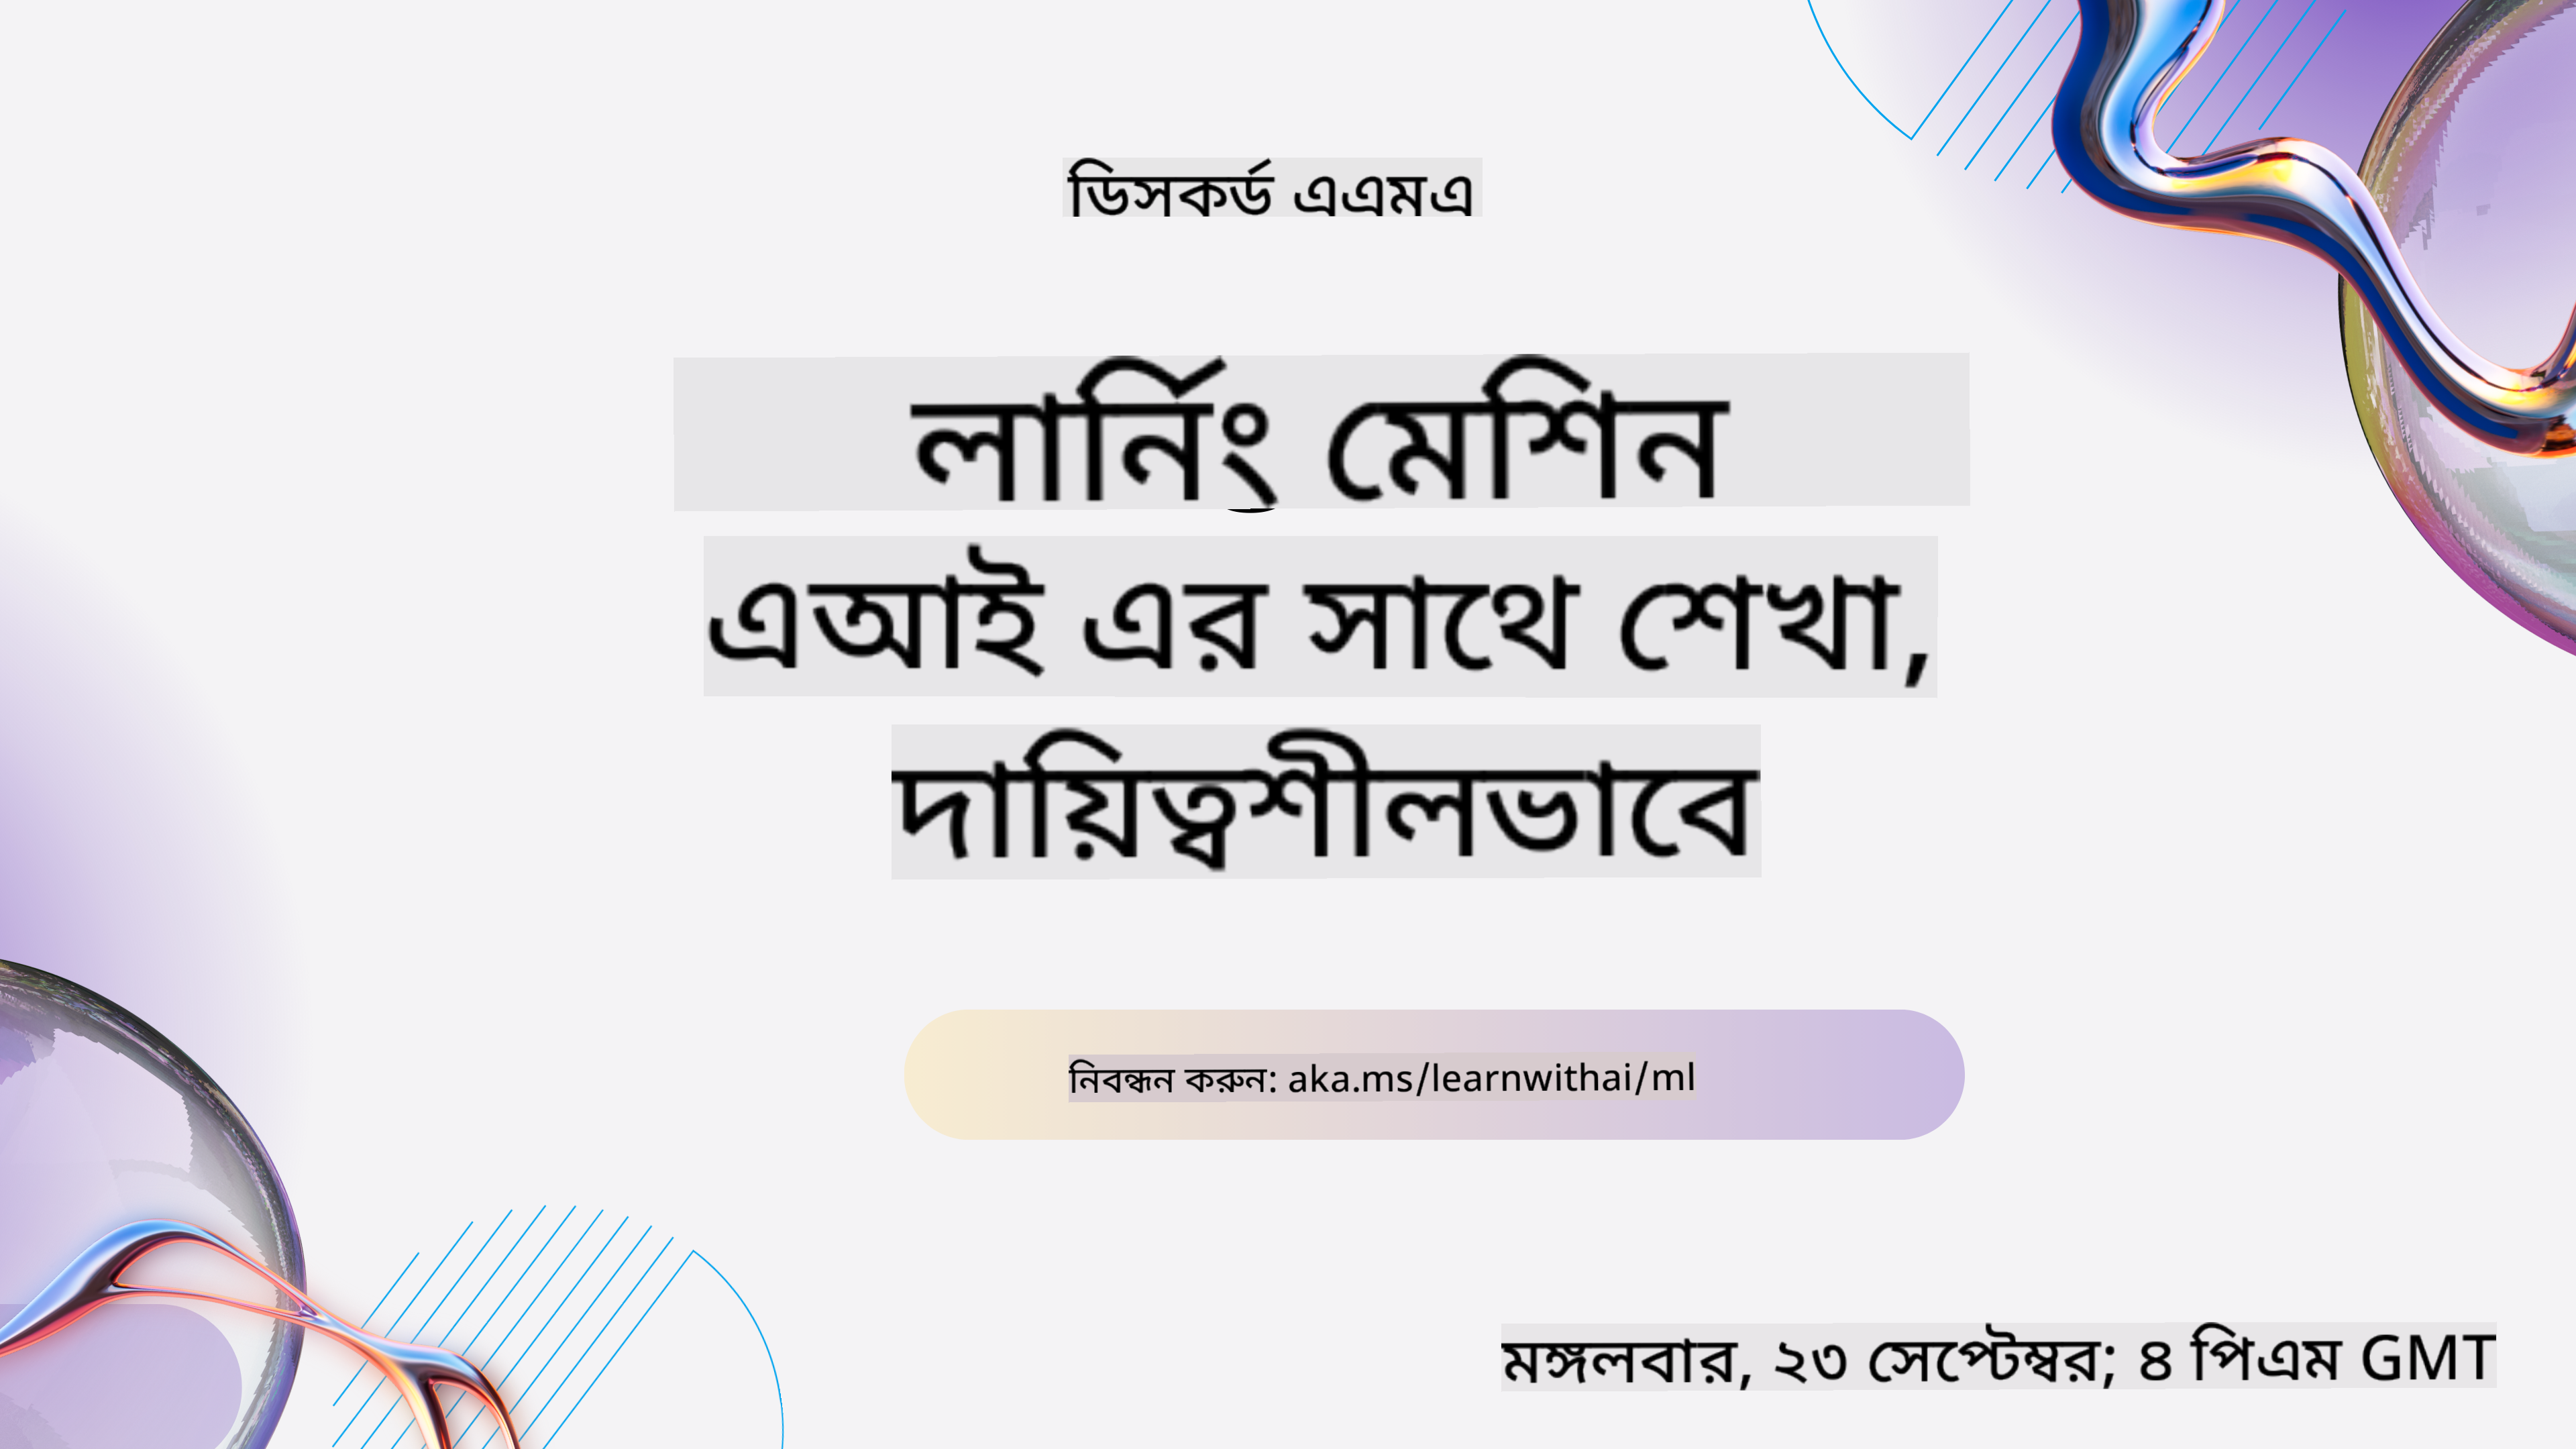 ডিসকর্ড এএমএ
লার্নিং মেশিন
এআই এর সাথে শেখা,
দায়িত্বশীলভাবে
নিবন্ধন করুন: aka.ms/learnwithai/ml
মঙ্গলবার, ২৩ সেপ্টেম্বর; ৪ পিএম GMT